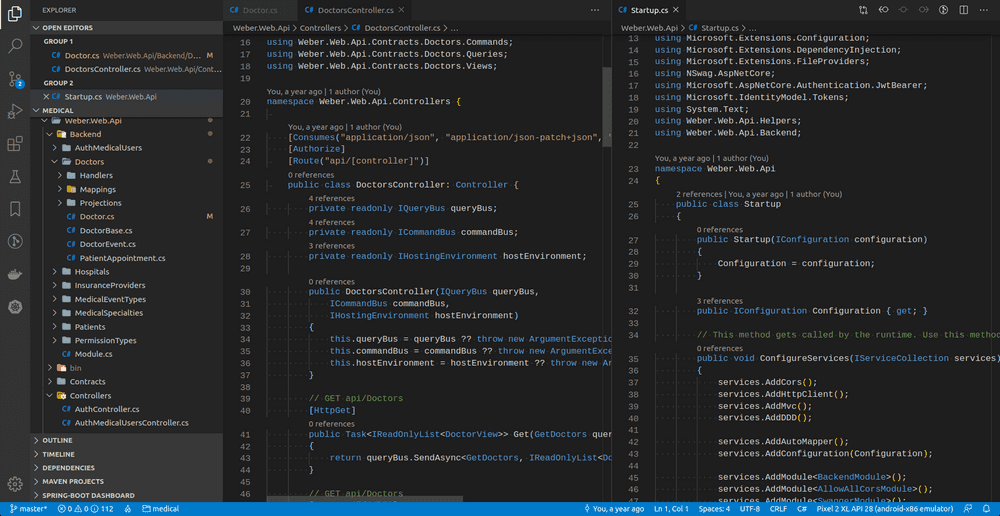 EXPLORER
OPEN EDITORS
GROUP 1
Doctor.cs Weber.Web.Api/Backend/D... M
DoctorsController.cs Weber.Web.Api/Cont...
GROUP 2
Startup.cs Weber.Web.Api
MEDICAL
Weber.Web.Api
Backend
AuthMedicalUsers
Doctors
Handlers
Mappings
Projections
Doctor.cs M
DoctorBase.cs
DoctorEvent.cs
PatientAppointment.cs
Hospitals
InsuranceProviders
MedicalEventTypes
MedicalSpecialties
Patients
PermissionTypes
Module.cs
bin
Contracts
Controllers
AuthController.cs
AuthMedicalUsersController.cs
OUTLINE
TIMELINE
DEPENDENCIES
MAVEN PROJECTS
SPRING-BOOT DASHBOARD
2
Doctor.cs
DoctorsController.cs
Weber.Web.Api > Controllers > DoctorsController.cs > ...
16 using Weber.Web.Api.Contracts.Doctors.Commands;
17 using Weber.Web.Api.Contracts.Doctors.Queries;
18 using Weber.Web.Api.Contracts.Doctors.Views;
19
You, a year ago | 1 author (You)
20 namespace Weber.Web.Api.Controllers {
21
You, a year ago | 1 author (You)
22 [Consumes("application/json", "application/json-patch+json", "
23 [Authorize]
24 [Route("api/[controller]")]
0 references
25 public class DoctorsController: Controller {
4 references
26 private readonly IQueryBus queryBus;
4 references
27 private readonly ICommandBus commandBus;
3 references
28 private readonly IHostingEnvironment hostEnvironment;
29
0 references
30 public DoctorsController(IQueryBus queryBus,
31 ICommandBus commandBus,
32 IHostingEnvironment hostEnvironment)
33 {
34 this.queryBus = queryBus ?? throw new ArgumentExceptio
35 this.commandBus = commandBus ?? throw new ArgumentExce
36 this.hostEnvironment = hostEnvironment ?? throw new Ar
37 }
38
39 // GET api/Doctors
40 [HttpGet]
0 references
41 public Task<IReadOnlyList<DoctorView>> Get(GetDoctors quer
42 {
43 return queryBus.SendAsync<GetDoctors, IReadOnlyList<Do
44 }
45
46 // GET api/Doctors
Startup.cs
Weber.Web.Api > Startup.cs > ...
13 using Microsoft.Extensions.Configuration;
14 using Microsoft.Extensions.DependencyInjection;
15 using Microsoft.Extensions.FileProviders;
16 using NSwag.AspNetCore;
17 using Microsoft.AspNetCore.Authentication.JwtBearer;
18 using Microsoft.IdentityModel.Tokens;
19 using System.Text;
20 using Weber.Web.Api.Helpers;
21 using Weber.Web.Api.Backend;
22
You, a year ago | 1 author (You)
23 namespace Weber.Web.Api
24 {
2 references | You, a year ago | 1 author (You)
25 public class Startup
26 {
0 references
27 public Startup(IConfiguration configuration)
28 {
29 Configuration = configuration;
30 }
31
3 references
32 public IConfiguration Configuration { get; }
33
34 // This method gets called by the runtime. Use this metho
0 references
35 public void ConfigureServices(IServiceCollection services)
36 {
37 services.AddCors();
38 services.AddHttpClient();
39 services.AddMvc();
40 services.AddDDD();
41
42 services.AddAutoMapper();
43 services.AddConfiguration(Configuration);
44
45 services.AddModule<BackendModule>();
46 services.AddModule<AllowAllCorsModule>();
47 services.AddModule<SwaggerModule>();
master* 0 0 112 medical You, a year ago Ln 1, Col 1 Spaces: 4 UTF-8 CRLF C# Pixel 2 XL API 28 (android-x86 emulator)